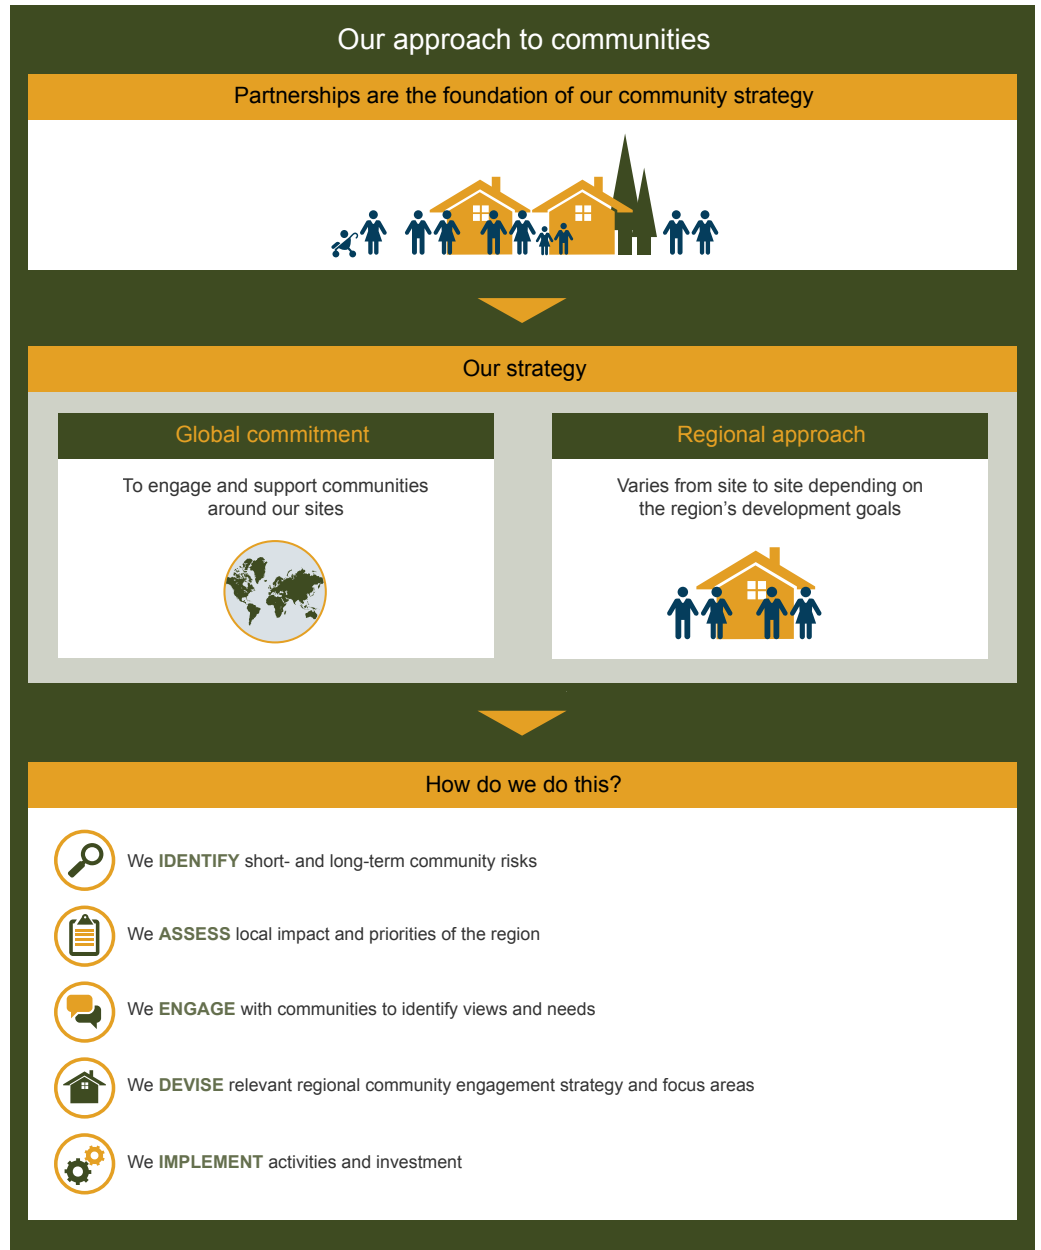 Our approach to communities
Partnerships are the foundation of our community strategy
Our strategy
Global commitment
To engage and support communities
around our sites
Regional approach
Varies from site to site depending on
the region’s development goals
How do we do this?
We IDENTIFY short- and long-term community risks
We ASSESS local impact and priorities of the region
We ENGAGE with communities to identify views and needs
We DEVISE relevant regional community engagement strategy and focus areas
We IMPLEMENT activities and investment